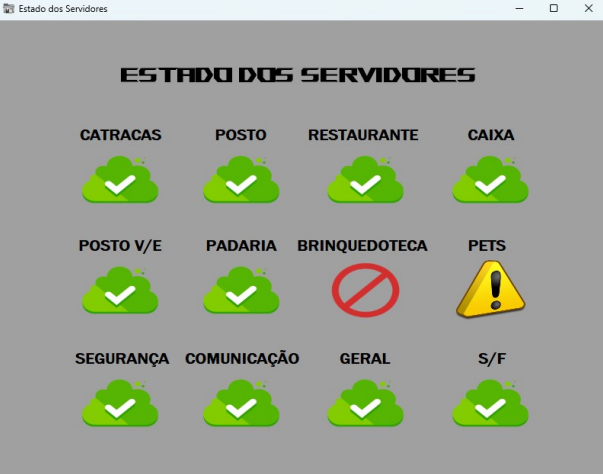 Estado dos Servidores
ESTADO DOS SERVIDORES
CATRACAS POSTO RESTAURANTE CAIXA
POSTO V/E PADARIA BRINQUEDOTECA PETS
SEGURANÇA COMUNICAÇÃO GERAL S/F